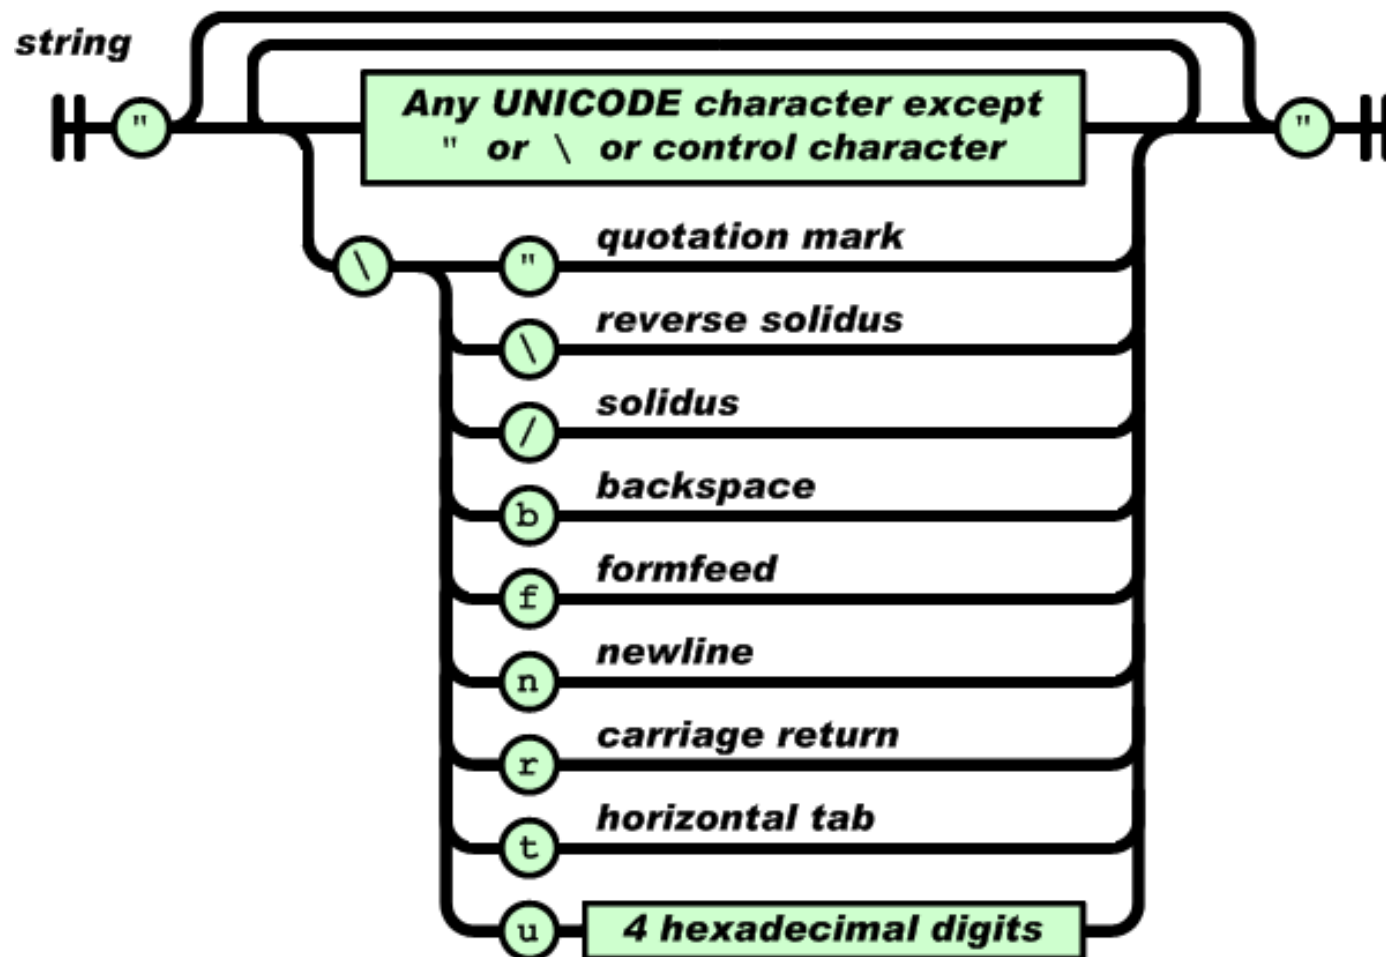 string
"
Any UNICODE character except
" or \ or control character
"
\
" quotation mark
\ reverse solidus
/ solidus
b backspace
f formfeed
n newline
r carriage return
t horizontal tab
u 4 hexadecimal digits